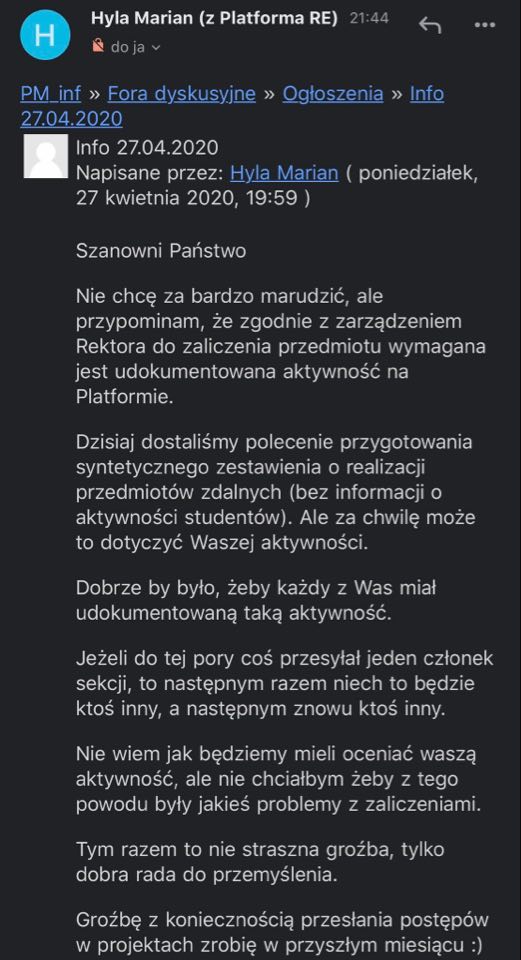 H
Hyla Marian (z Platforma RE) 21:44
do ja
PM_inf » Fora dyskusyjne » Ogłoszenia » Info
27.04.2020
Info 27.04.2020
Napisane przez: Hyla Marian ( poniedziałek,
27 kwietnia 2020, 19:59 )
Szanowni Państwo
Nie chcę za bardzo marudzić, ale
przypominam, że zgodnie z zarządzeniem
Rektora do zaliczenia przedmiotu wymagana
jest udokumentowana aktywność na
Platformie.
Dzisiaj dostaliśmy polecenie przygotowania
syntetycznego zestawienia o realizacji
przedmiotów zdalnych (bez informacji o
aktywności studentów). Ale za chwilę może
to dotyczyć Waszej aktywności.
Dobrze by było, żeby każdy z Was miał
udokumentowaną taką aktywność.
Jeżeli do tej pory coś przesyłał jeden członek
sekcji, to następnym razem niech to będzie
ktoś inny, a następnym znowu ktoś inny.
Nie wiem jak będziemy mieli oceniać waszą
aktywność, ale nie chciałbym żeby z tego
powodu były jakieś problemy z zaliczeniami.
Tym razem to nie straszna groźba, tylko
dobra rada do przemyślenia.
Groźbę z koniecznością przesłania postępów
w projektach zrobię w przyszłym miesiącu :)